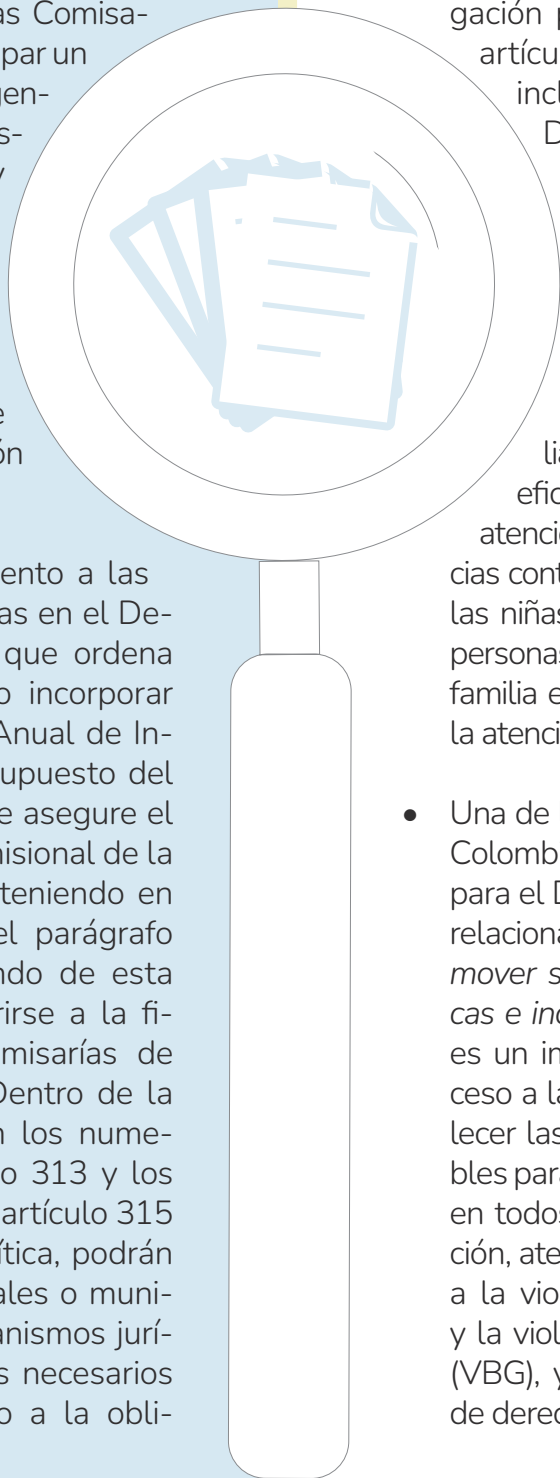 as Comisa-
par un
gen-
s-
y
e
ón
ento a las
as en el De-
que ordena
o incorporar
Anual de In-
supuesto del
e asegure el
misional de la
teniendo en
el parágrafo
ndo de esta
rirse a la fi-
misarías de
Dentro de la
n los nume-
o 313 y los
artículo 315
ítica, podrán
ales o muni-
anismos jurí-
s necesarios
o a la obli-
gación p
artícu
incl
D
li
efic
atenci
cias cont
las niñas
personas
familia e
la atenci
• Una de
Colomb
para el D
relaciona
mover s
cas e inc
es un im
ceso a la
lecer las
bles para
en todos
ción, ate
a la vio
y la viol
(VBG), y
de derec